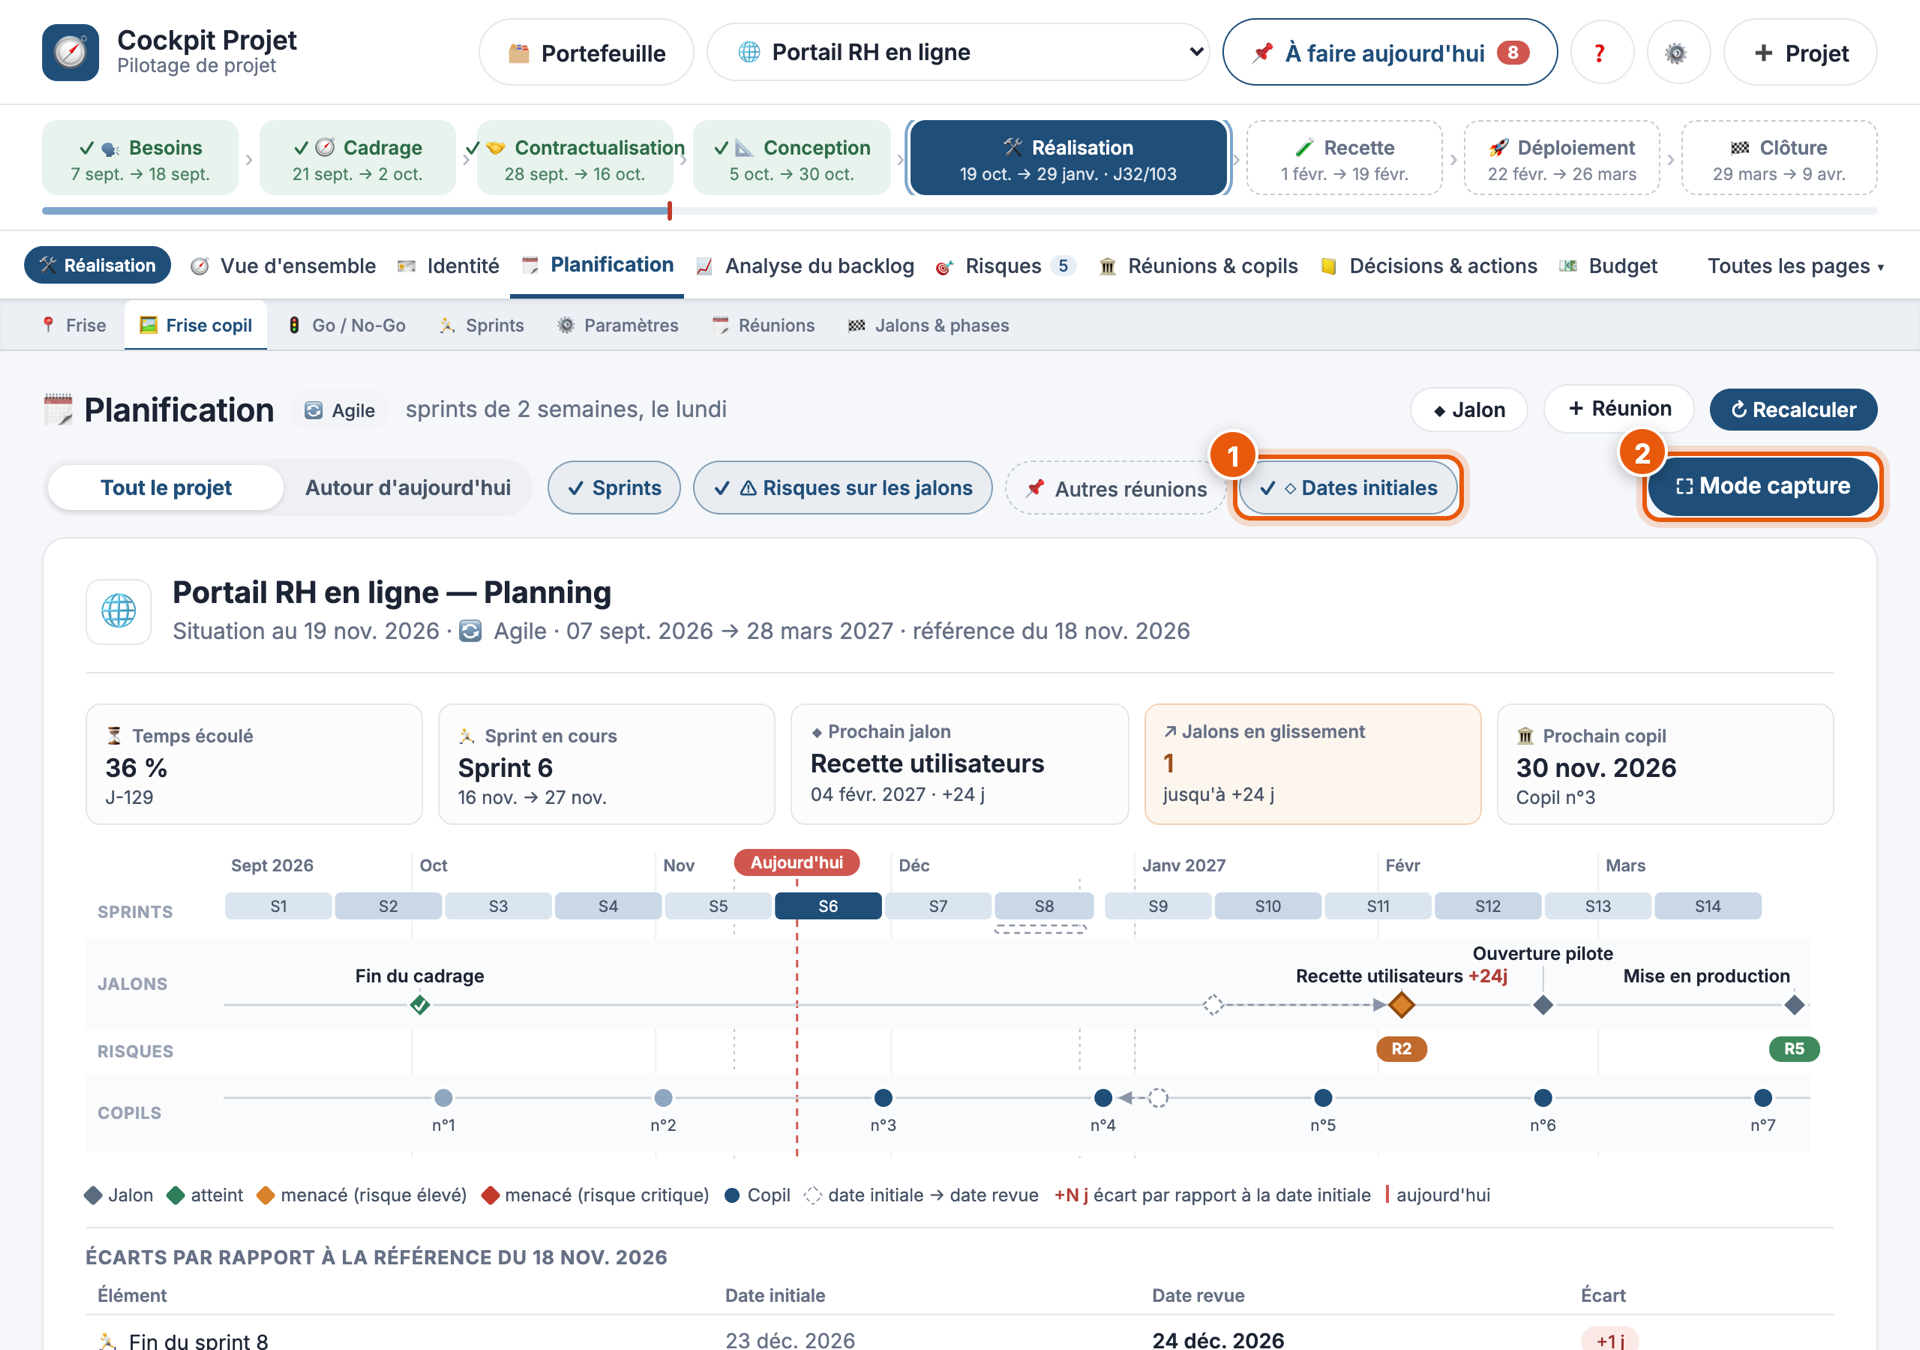 Cockpit Projet
Pilotage de projet
Portefeuille
Portail RH en ligne
À faire aujourd'hui 8
?
+ Projet
✓ Besoins
7 sept. → 18 sept.
✓ Cadrage
21 sept. → 2 oct.
✓ Contractualisation
28 sept. → 16 oct.
✓ Conception
5 oct. → 30 oct.
Réalisation
19 oct. → 29 janv. · J32/103
Recette
1 févr. → 19 févr.
Déploiement
22 févr. → 26 mars
Clôture
29 mars → 9 avr.
Réalisation
Vue d'ensemble
Identité
Planification
Analyse du backlog
Risques 5
Réunions & copils
Décisions & actions
Budget
Toutes les pages ▾
Frise
Frise copil
Go / No-Go
Sprints
Paramètres
Réunions
Jalons & phases
Planification
Agile
sprints de 2 semaines, le lundi
◆ Jalon
+ Réunion
↻ Recalculer
Tout le projet
Autour d'aujourd'hui
✓ Sprints
✓ ⚠ Risques sur les jalons
Autres réunions
1
✓ ◇ Dates initiales
2
Mode capture
Portail RH en ligne — Planning
Situation au 19 nov. 2026 · Agile · 07 sept. 2026 → 28 mars 2027 · référence du 18 nov. 2026
Temps écoulé
36 %
J-129
Sprint en cours
Sprint 6
16 nov. → 27 nov.
◆ Prochain jalon
Recette utilisateurs
04 févr. 2027 · +24 j
↗ Jalons en glissement
1
jusqu'à +24 j
Prochain copil
30 nov. 2026
Copil n°3
Sept 2026 Oct Nov Aujourd'hui Déc Janv 2027 Févr Mars
SPRINTS S1 S2 S3 S4 S5 S6 S7 S8 S9 S10 S11 S12 S13 S14
Ouverture pilote
Fin du cadrage Recette utilisateurs +24j Mise en production
JALONS
RISQUES R2 R5
COPILS
n°1 n°2 n°3 n°4 n°5 n°6 n°7
Jalon atteint menacé (risque élevé) menacé (risque critique) Copil date initiale → date revue +N j écart par rapport à la date initiale aujourd'hui
ÉCARTS PAR RAPPORT À LA RÉFÉRENCE DU 18 NOV. 2026
Élément Date initiale Date revue Écart
Fin du sprint 8 23 déc. 2026 24 déc. 2026 +1 j